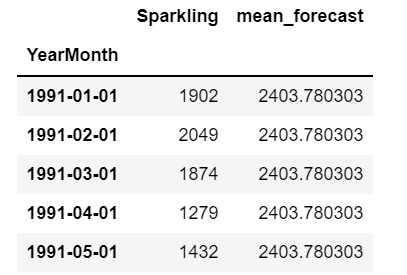 Sparkling mean_forecast
YearMonth
1991-01-01 1902 2403.780303
1991-02-01 2049 2403.780303
1991-03-01 1874 2403.780303
1991-04-01 1279 2403.780303
1991-05-01 1432 2403.780303